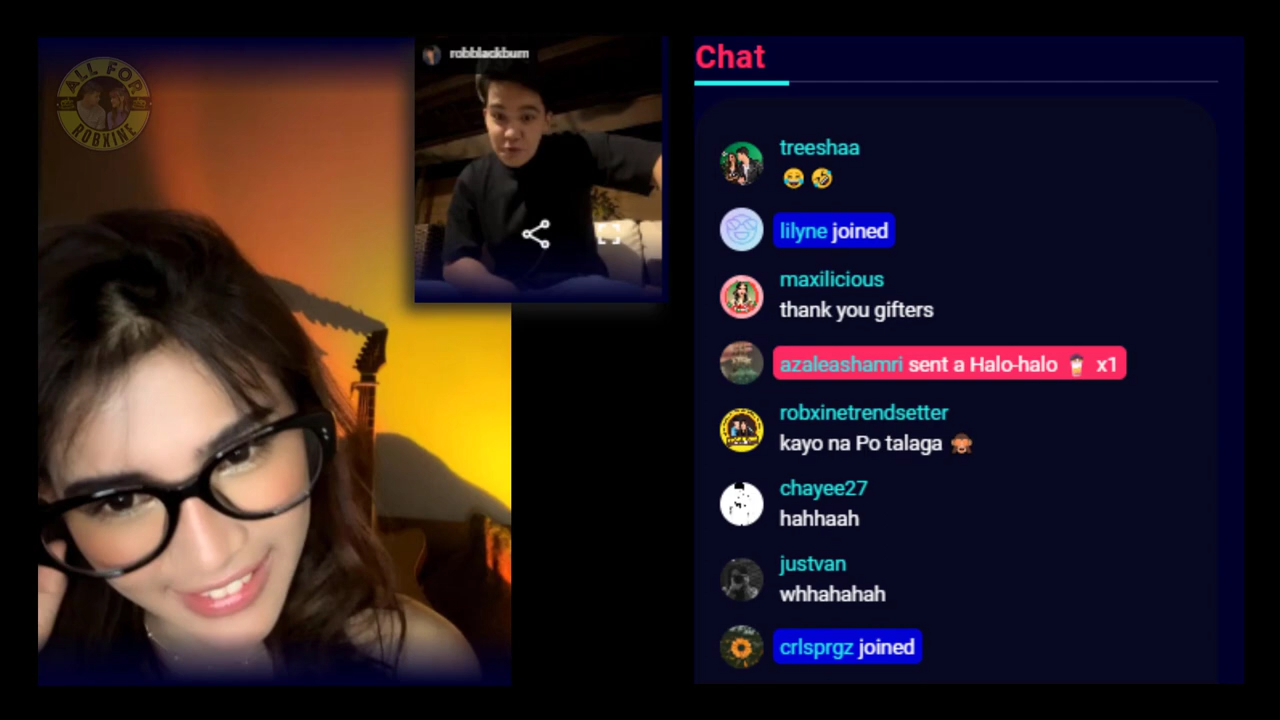 ALL FOR
ROBXINE
robblackburn
Chat
treeshaa
😂 🤣
lilyne joined
maxilicious
thank you gifters
azaleashamri sent a Halo-halo x1
robxinetrendsetter
kayo na Po talaga 🙊
chayee27
hahhaah
justvan
whhahahah
crlsprgz joined